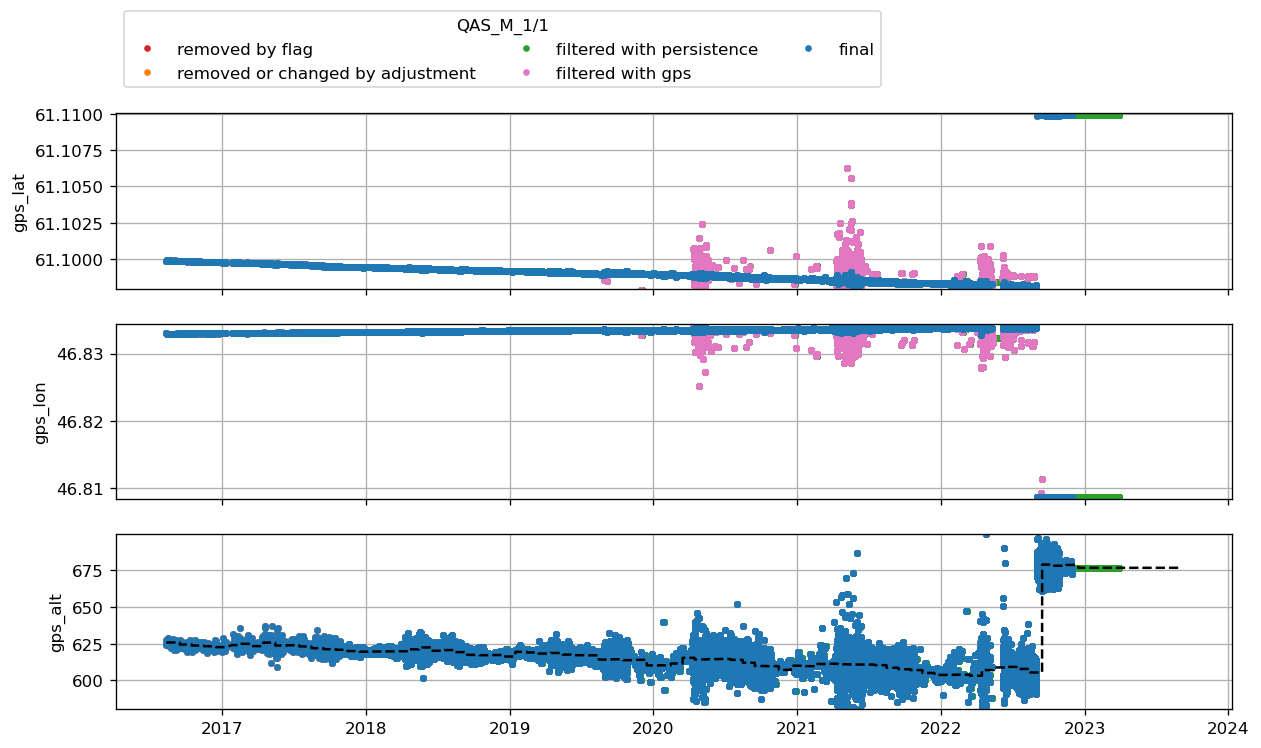 QAS_M_1/1
removed by flag
filtered with persistence
final
removed or changed by adjustment
filtered with gps
61.1100
61.1075
61.1050
61.1025
61.1000
gps_lat
46.83
46.82
46.81
gps_lon
675
650
625
600
gps_alt
2017 2018 2019 2020 2021 2022 2023 2024